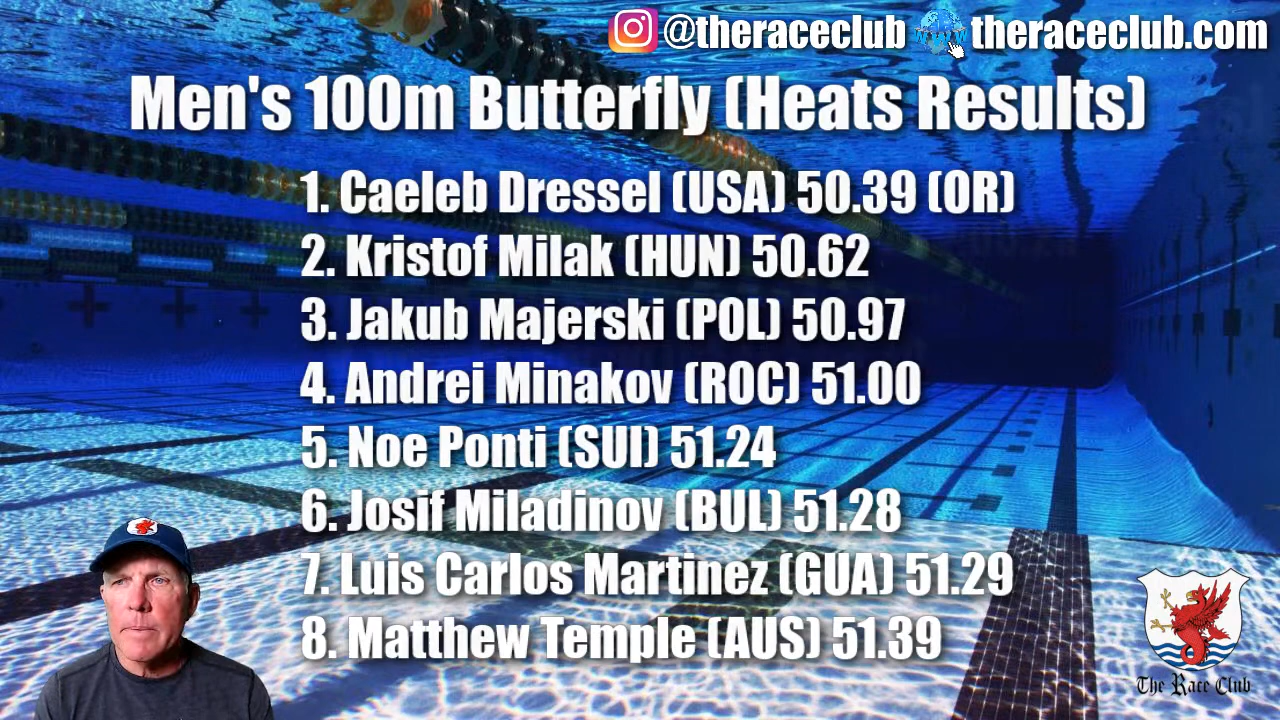 @theraceclub www theraceclub.com
Men's 100m Butterfly (Heats Results)
1. Caeleb Dressel (USA) 50.39 (OR)
2. Kristof Milak (HUN) 50.62
3. Jakub Majerski (POL) 50.97
4. Andrei Minakov (ROC) 51.00
5. Noe Ponti (SUI) 51.24
6. Josif Miladinov (BUL) 51.28
7. Luis Carlos Martinez (GUA) 51.29
8. Matthew Temple (AUS) 51.39
The Race Club